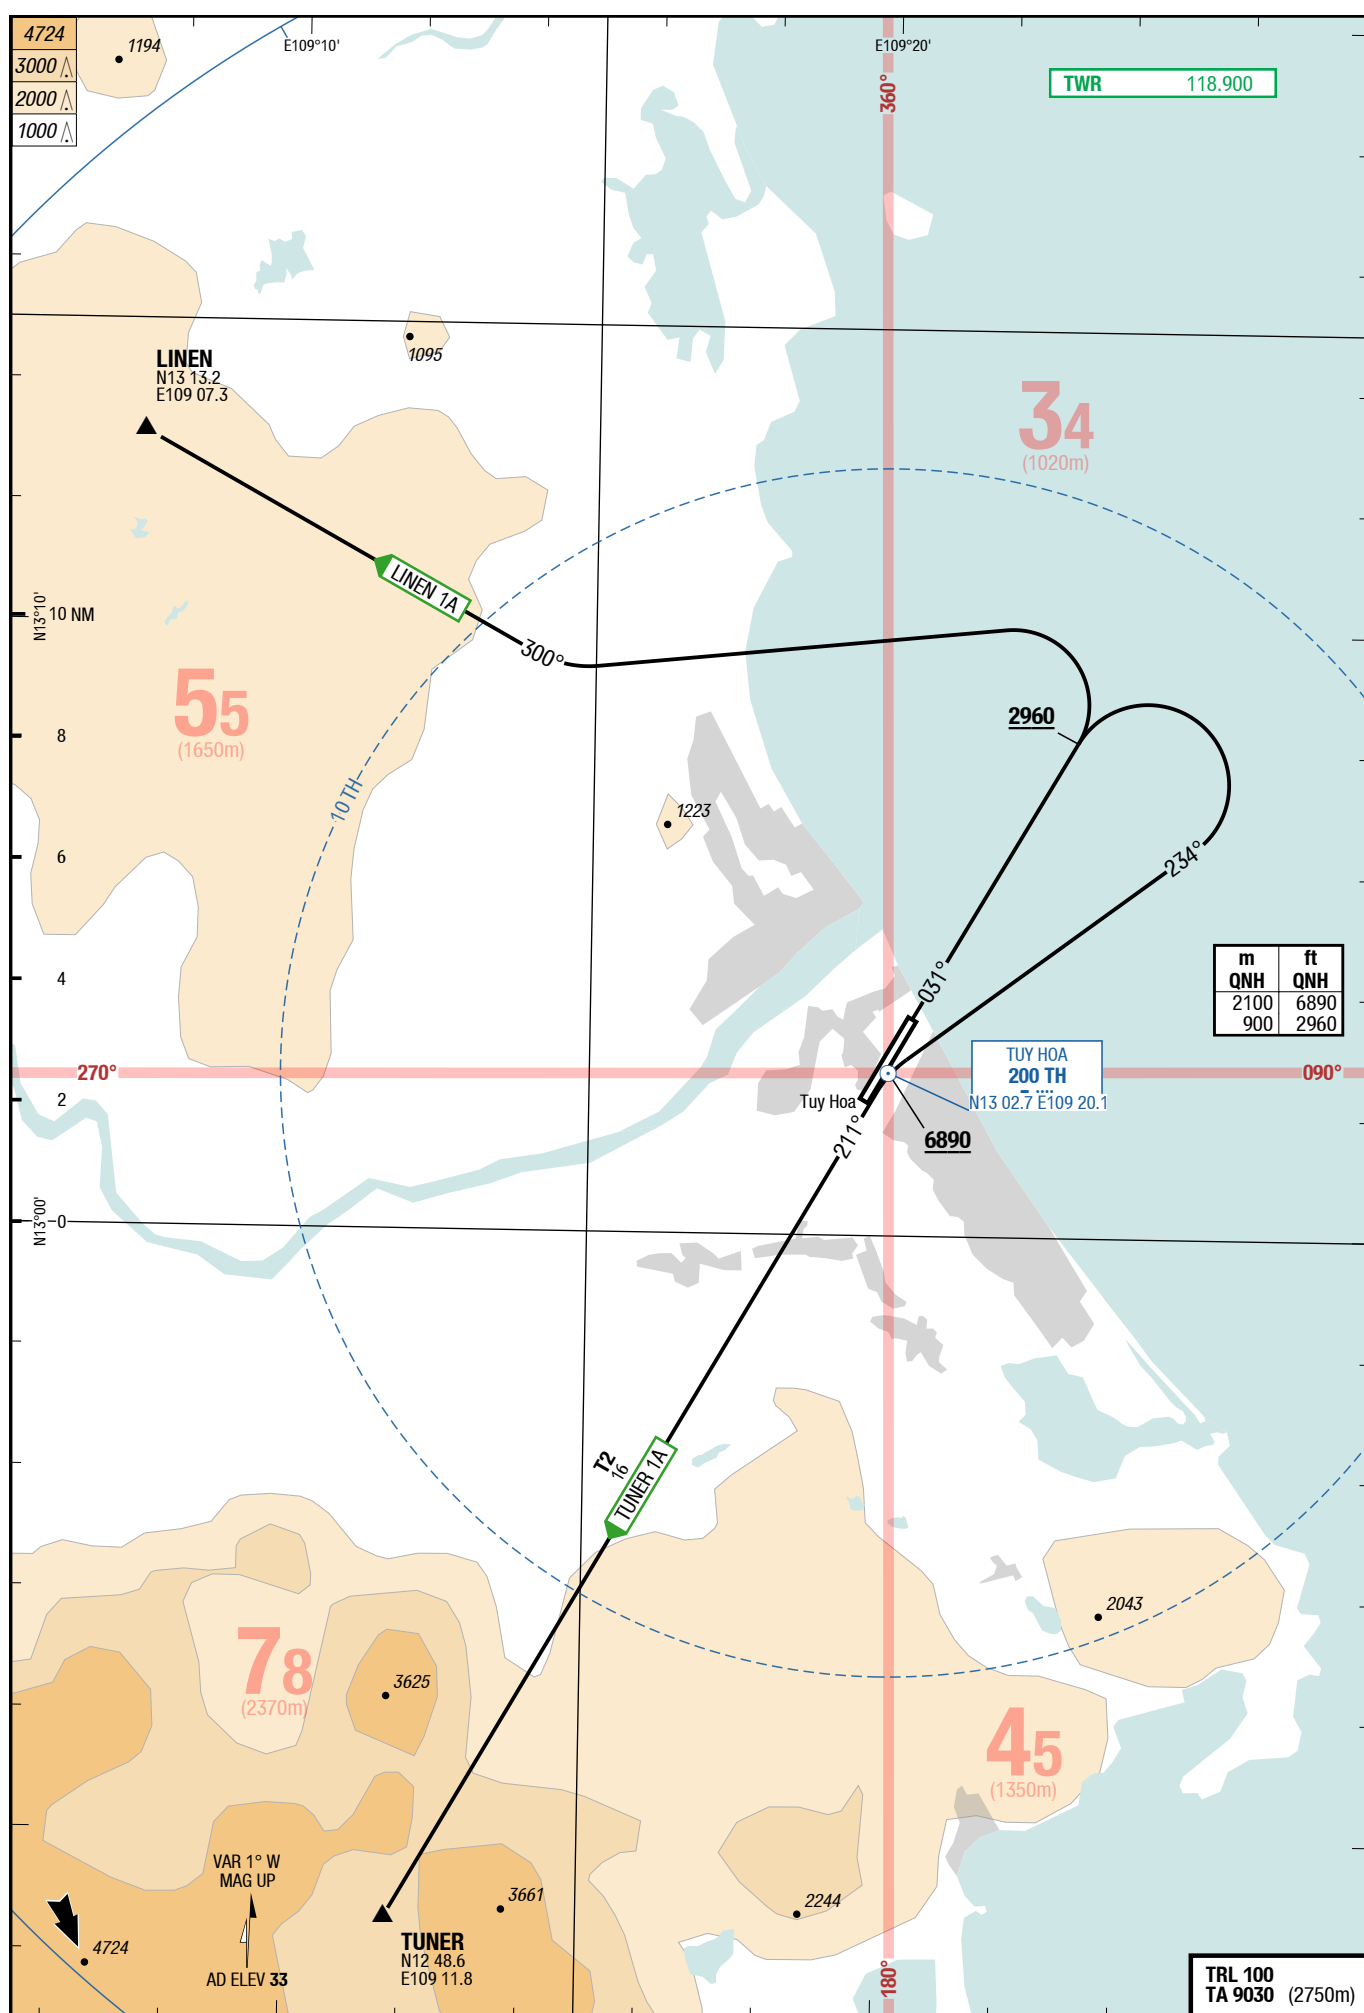 4724
3000
2000
1000
1194
E109°10'
E109°20'
360°
TWR 118.900
1095
LINEN
N13 13.2
E109 07.3
34
(1020m)
LINEN 1A
N13°10'
10 NM
300°
55
(1650m)
2960
8
10 TH
1223
6
234°
4
031°
m ft
QNH QNH
2100 6890
900 2960
TUY HOA
200 TH
N13 02.7 E109 20.1
270°
090°
2
Tuy Hoa
211°
6890
N13°00'
0
T2
16
TUNER 1A
2043
78
(2370m)
3625
45
(1350m)
VAR 1° W
MAG UP
3661
2244
4724
TUNER
N12 48.6
E109 11.8
AD ELEV 33
180°
TRL 100
TA 9030 (2750m)